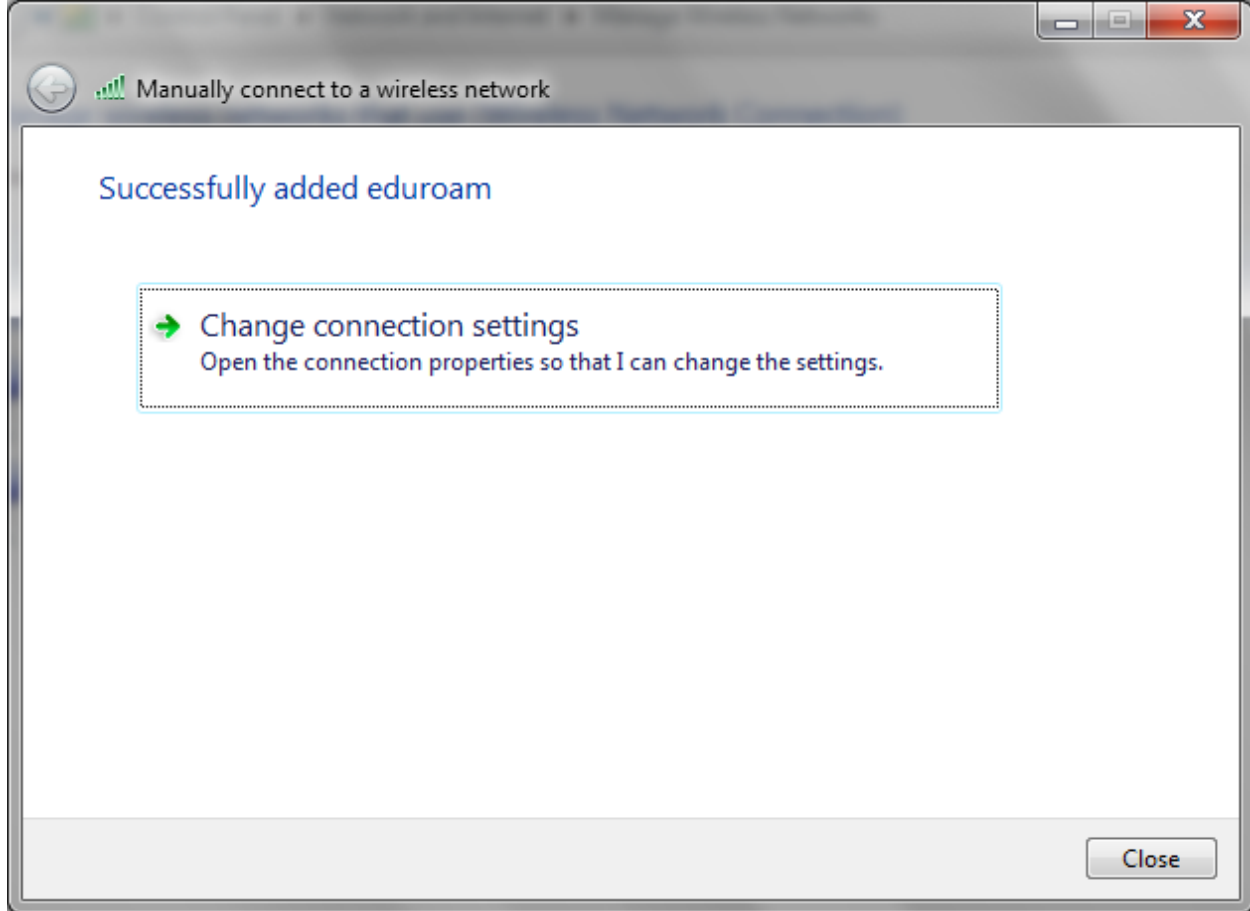 Manually connect to a wireless network
Successfully added eduroam
Change connection settings
Open the connection properties so that I can change the settings.
Close